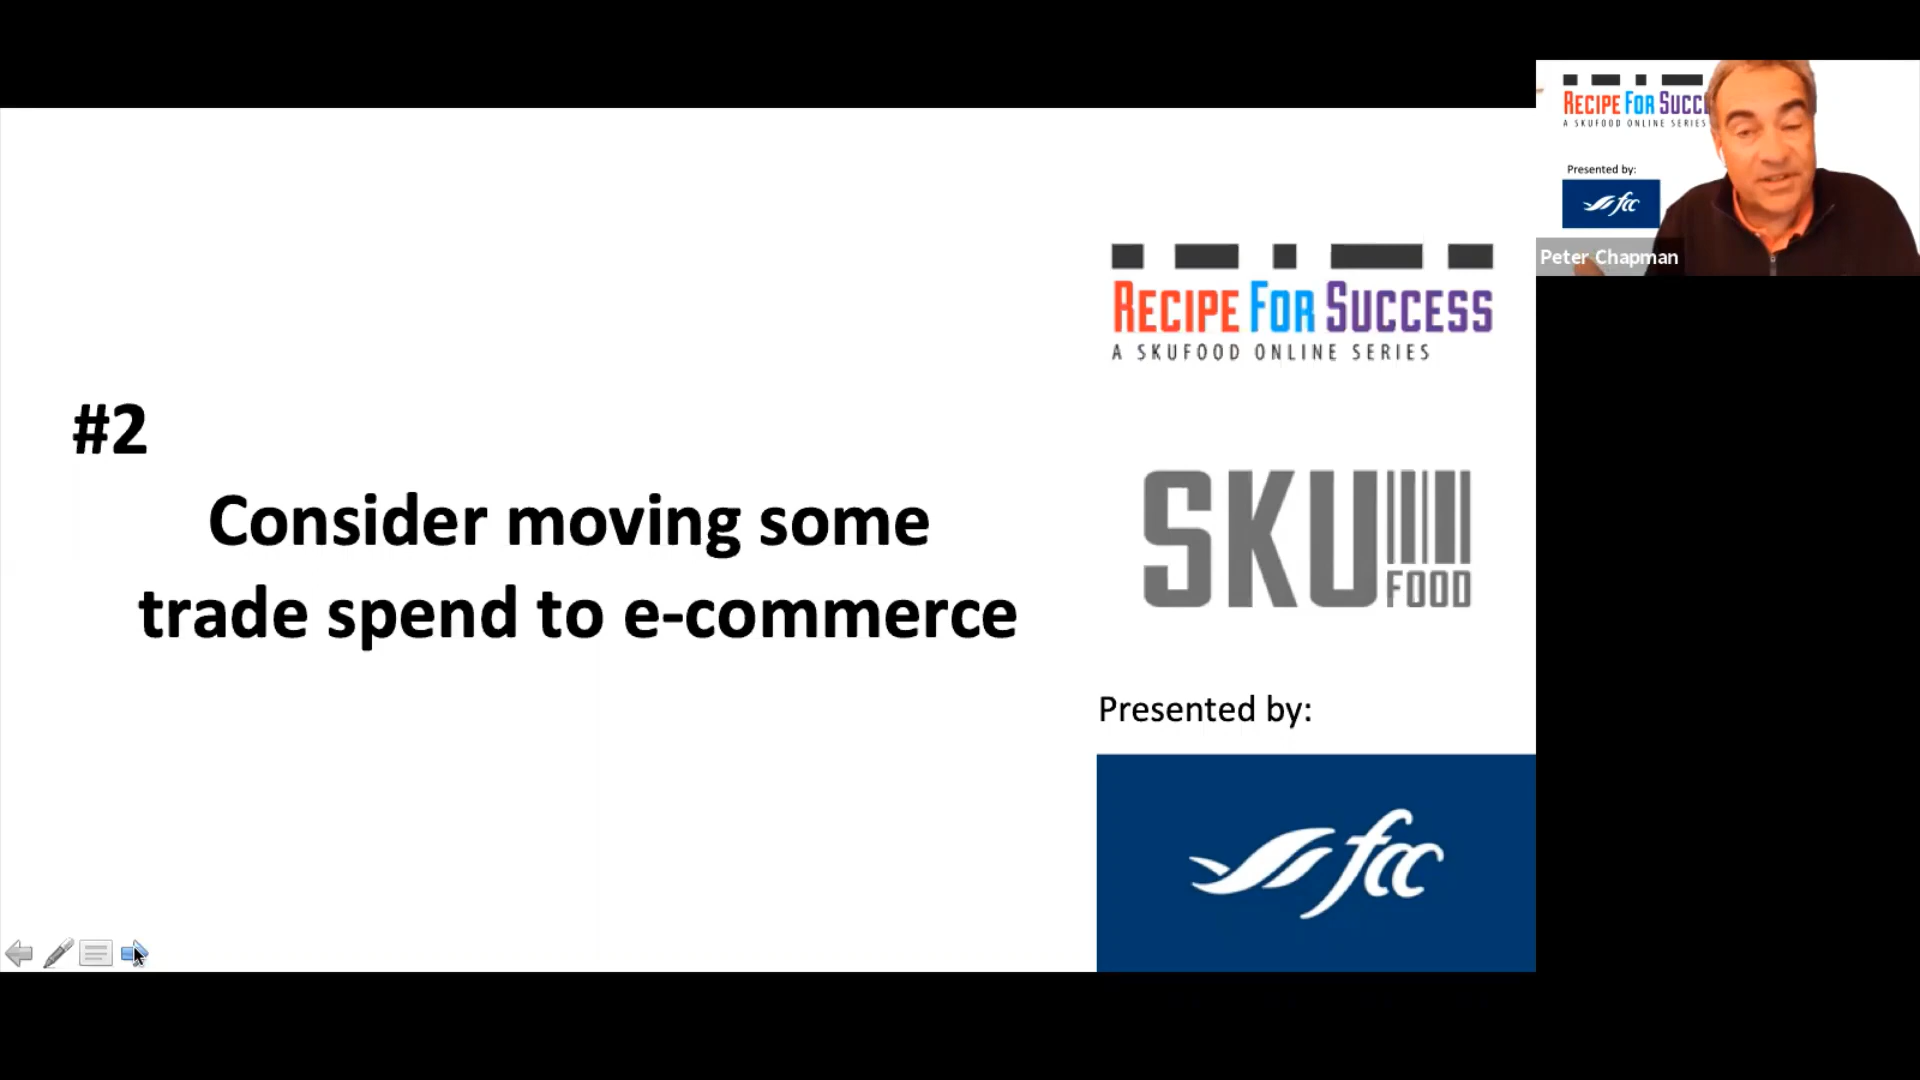 #2
Consider moving some
trade spend to e-commerce
RECIPE FOR SUCCESS
A SKUFOOD ONLINE SERIES
SKU
FOOD
Presented by:
fcc
RECIPE FOR SUCC
A SKUFOOD ONLINE SERIES
Presented by:
fcc
Peter Chapman